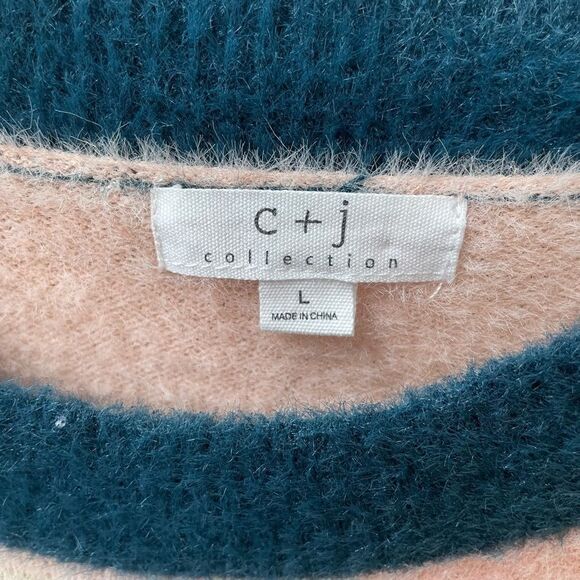 c + j
collection
L
MADE IN CHINA